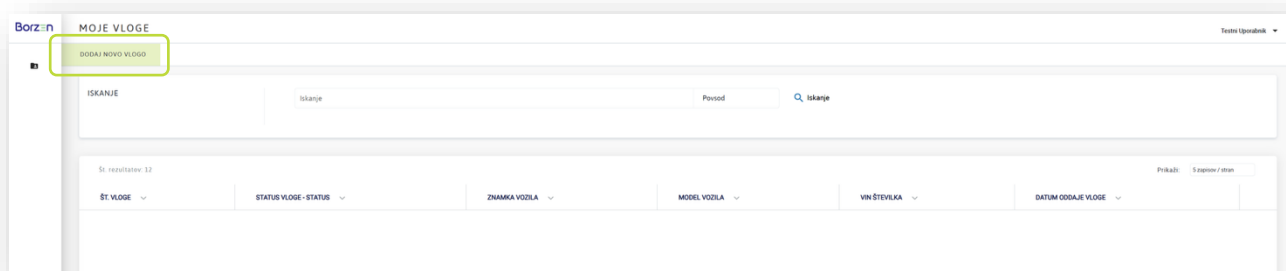 Borzen
MOJE VLOGE
Testni Uporabnik
DODAJ NOVO VLOGO
ISKANJE
Iskanje
Povsod
Iskanje
Št. rezultatov: 12
Prikaži:
5 zapisov / stran
ŠT. VLOGE
STATUS VLOGE - STATUS
ZNAMKA VOZILA
MODEL VOZILA
VIN ŠTEVILKA
DATUM ODDAJE VLOGE